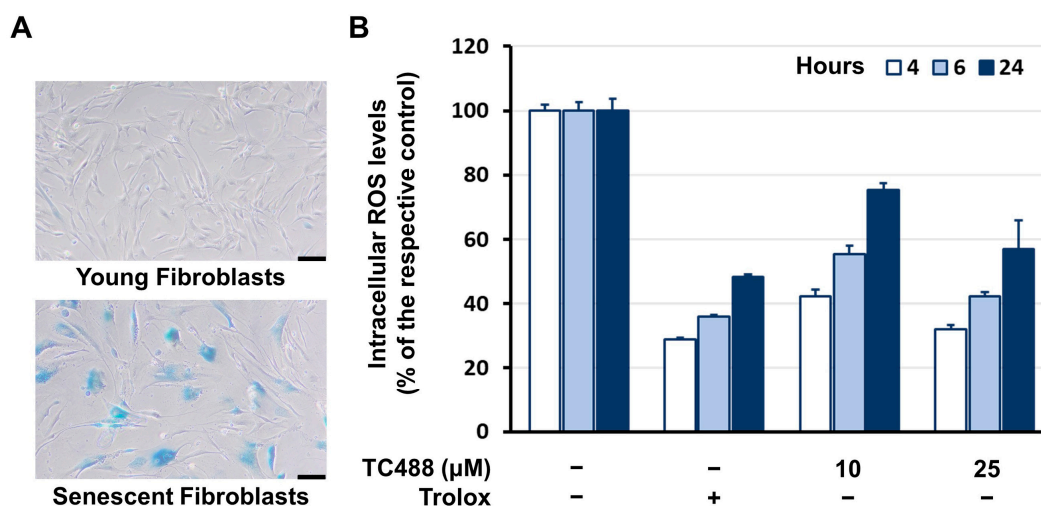 A
Young Fibroblasts
Senescent Fibroblasts
B
Intracellular ROS levels
(% of the respective control)
120
100
80
60
40
20
0
Hours 4 6 24
TC488 (µM) – – 10 25
Trolox – + – –